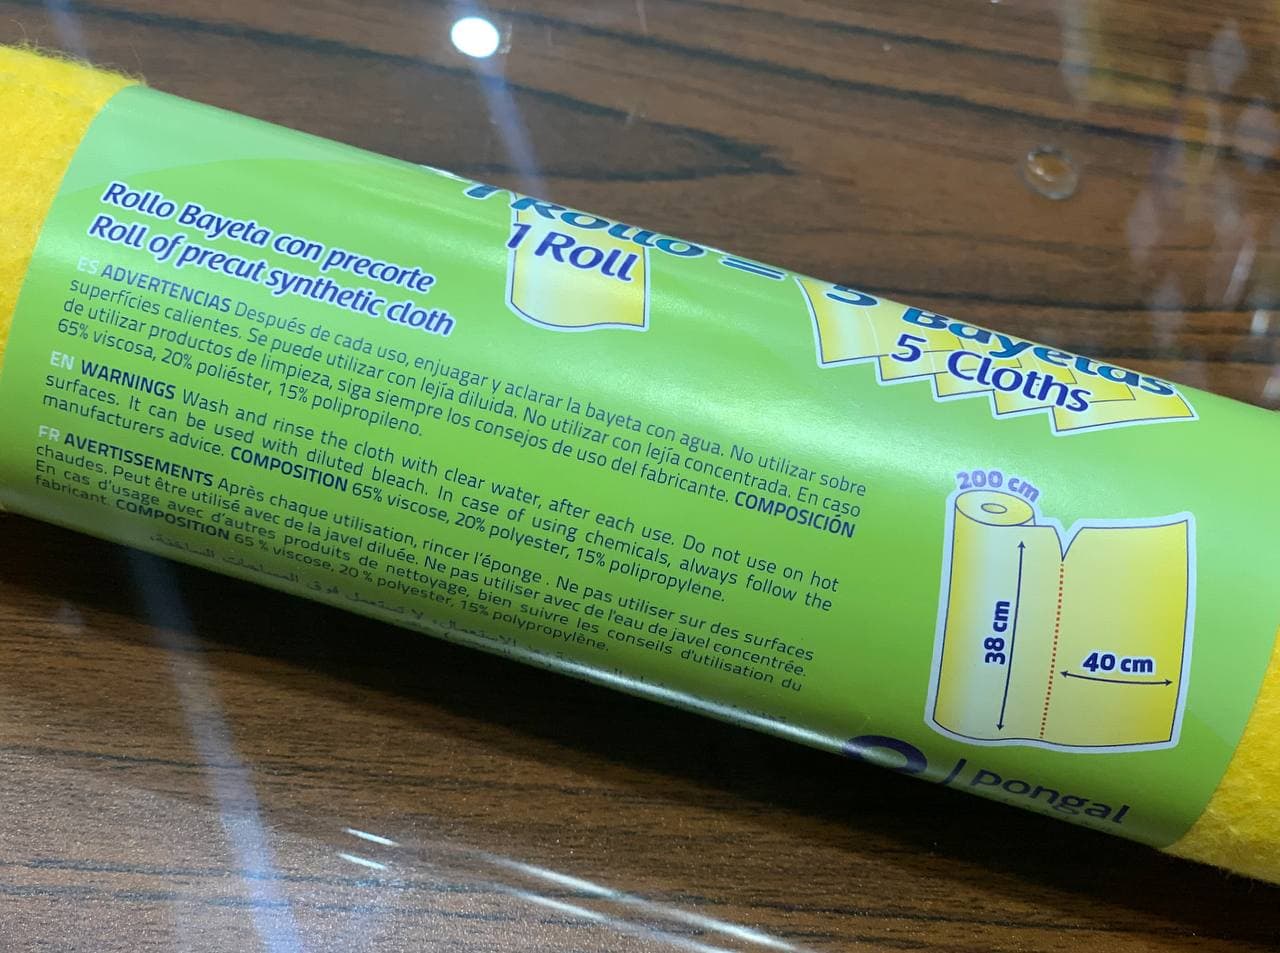 Rollo Bayeta con precorte
Roll of precut synthetic cloth
ES ADVERTENCIAS Después de cada uso, enjuagar y aclarar la bayeta con agua. No utilizar sobre
superfícies calientes. Se puede utilizar con lejía diluida. No utilizar con lejía concentrada. En caso
de utilizar productos de limpieza, siga siempre los consejos de uso del fabricante. COMPOSICIÓN
65% viscosa, 20% poliéster, 15% polipropileno.
EN WARNINGS Wash and rinse the cloth with clear water, after each use. Do not use on hot
surfaces. It can be used with diluted bleach. In case of using chemicals, always follow the
manufacturers advice. COMPOSITION 65% viscose, 20% polyester, 15% polipropylene.
FR AVERTISSEMENTS Après chaque utilisation, rincer l'éponge . Ne pas utiliser sur des surfaces
chaudes. Peut être utilisé avec de la javel diluée. Ne pas utiliser avec de l'eau de javel concentrée.
En cas d'usage avec d'autres produits de nettoyage, bien suivre les conseils d'utilisation du
fabricant. COMPOSITION 65 % viscose, 20 % polyester, 15% polypropylène.
1 Rollo =
1 Roll
5 Bayetas
5 Cloths
200 cm
38 cm
40 cm
pongal